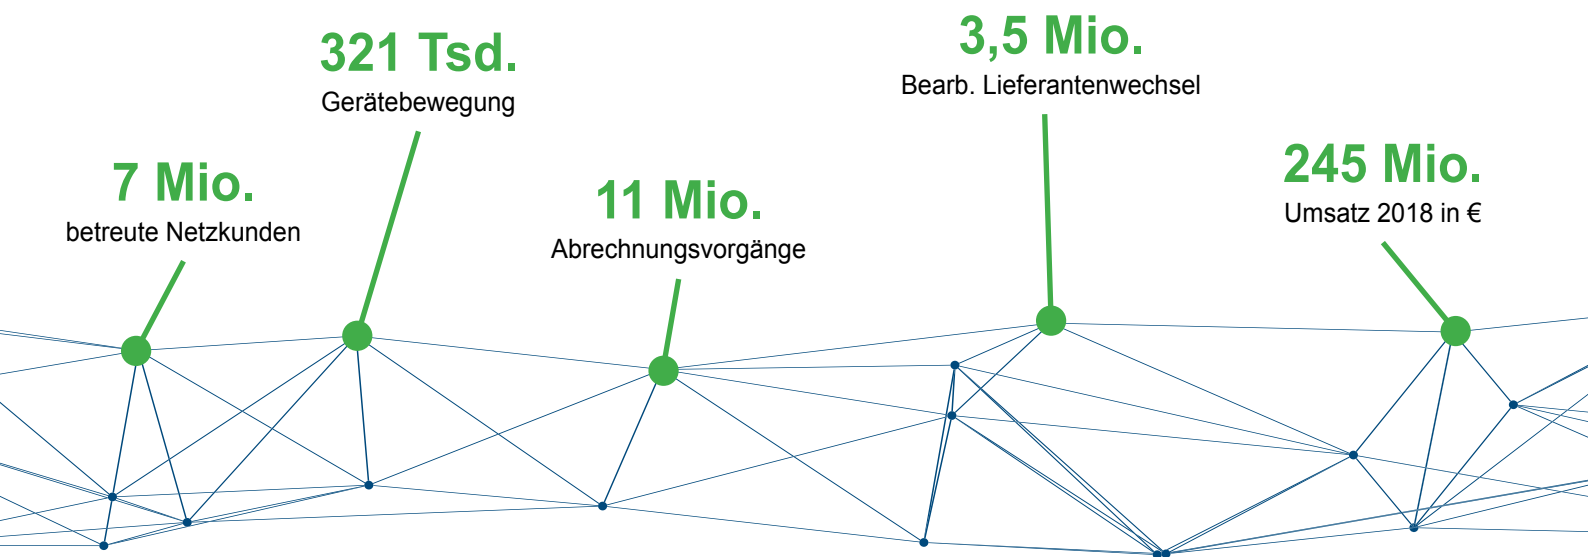 7 Mio.
betreute Netzkunden
321 Tsd.
Gerätebewegung
11 Mio.
Abrechnungsvorgänge
3,5 Mio.
Bearb. Lieferantenwechsel
245 Mio.
Umsatz 2018 in €